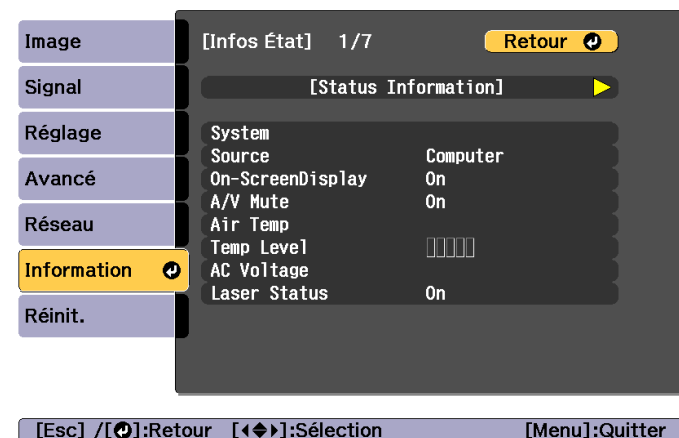 Image
Signal
Réglage
Avancé
Réseau
Information
Réinit.
[Infos État] 1/7 Retour
[Status Information]
System
Source Computer
On-ScreenDisplay On
A/V Mute On
Air Temp
Temp Level
AC Voltage
Laser Status On
[Esc] /[ ]:Retour [ ]:Sélection [Menu]:Quitter